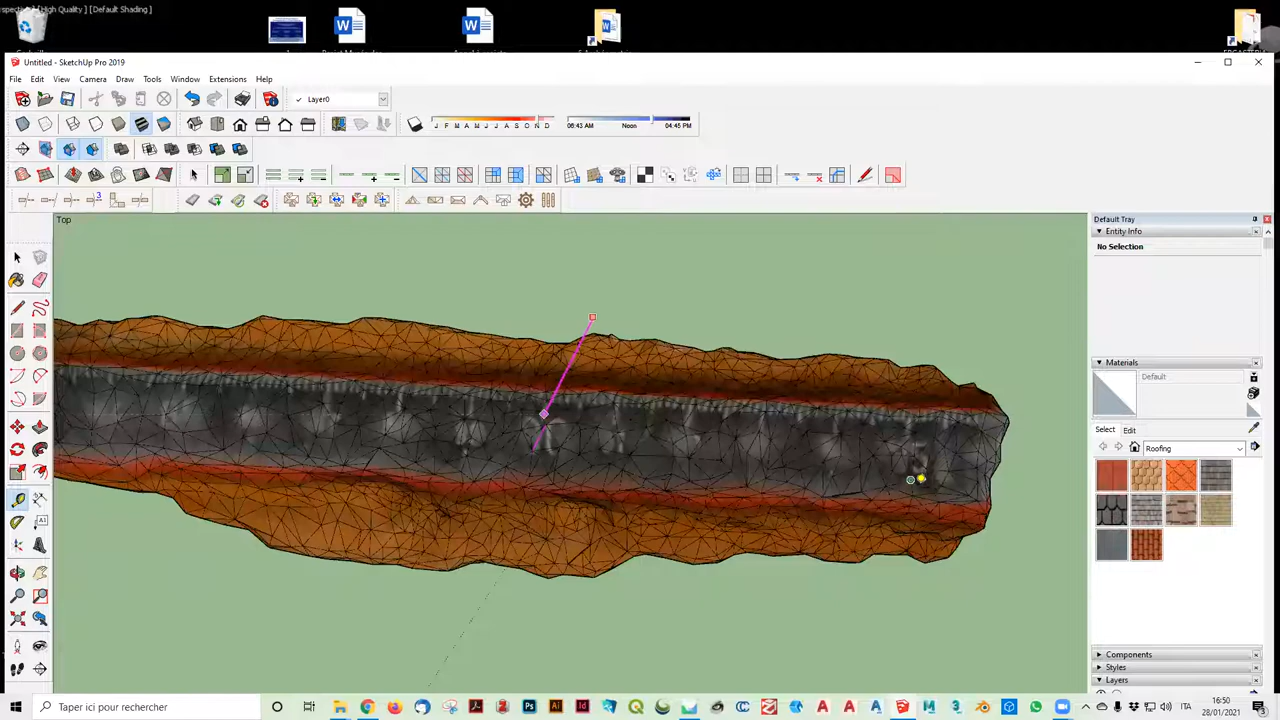 [High Quality] [Default Shading]
Untitled - SketchUp Pro 2019
File Edit View Camera Draw Tools Window Extensions Help
Layer0
J F M A M J J A S O N D
06:43 AM Noon 04:45 PM
3
Top
Default Tray
Entity Info
No Selection
Materials
Default
Select Edit
Roofing
Components
Styles
Layers
A1
Taper ici pour rechercher
ITA
16:50
28/01/2021